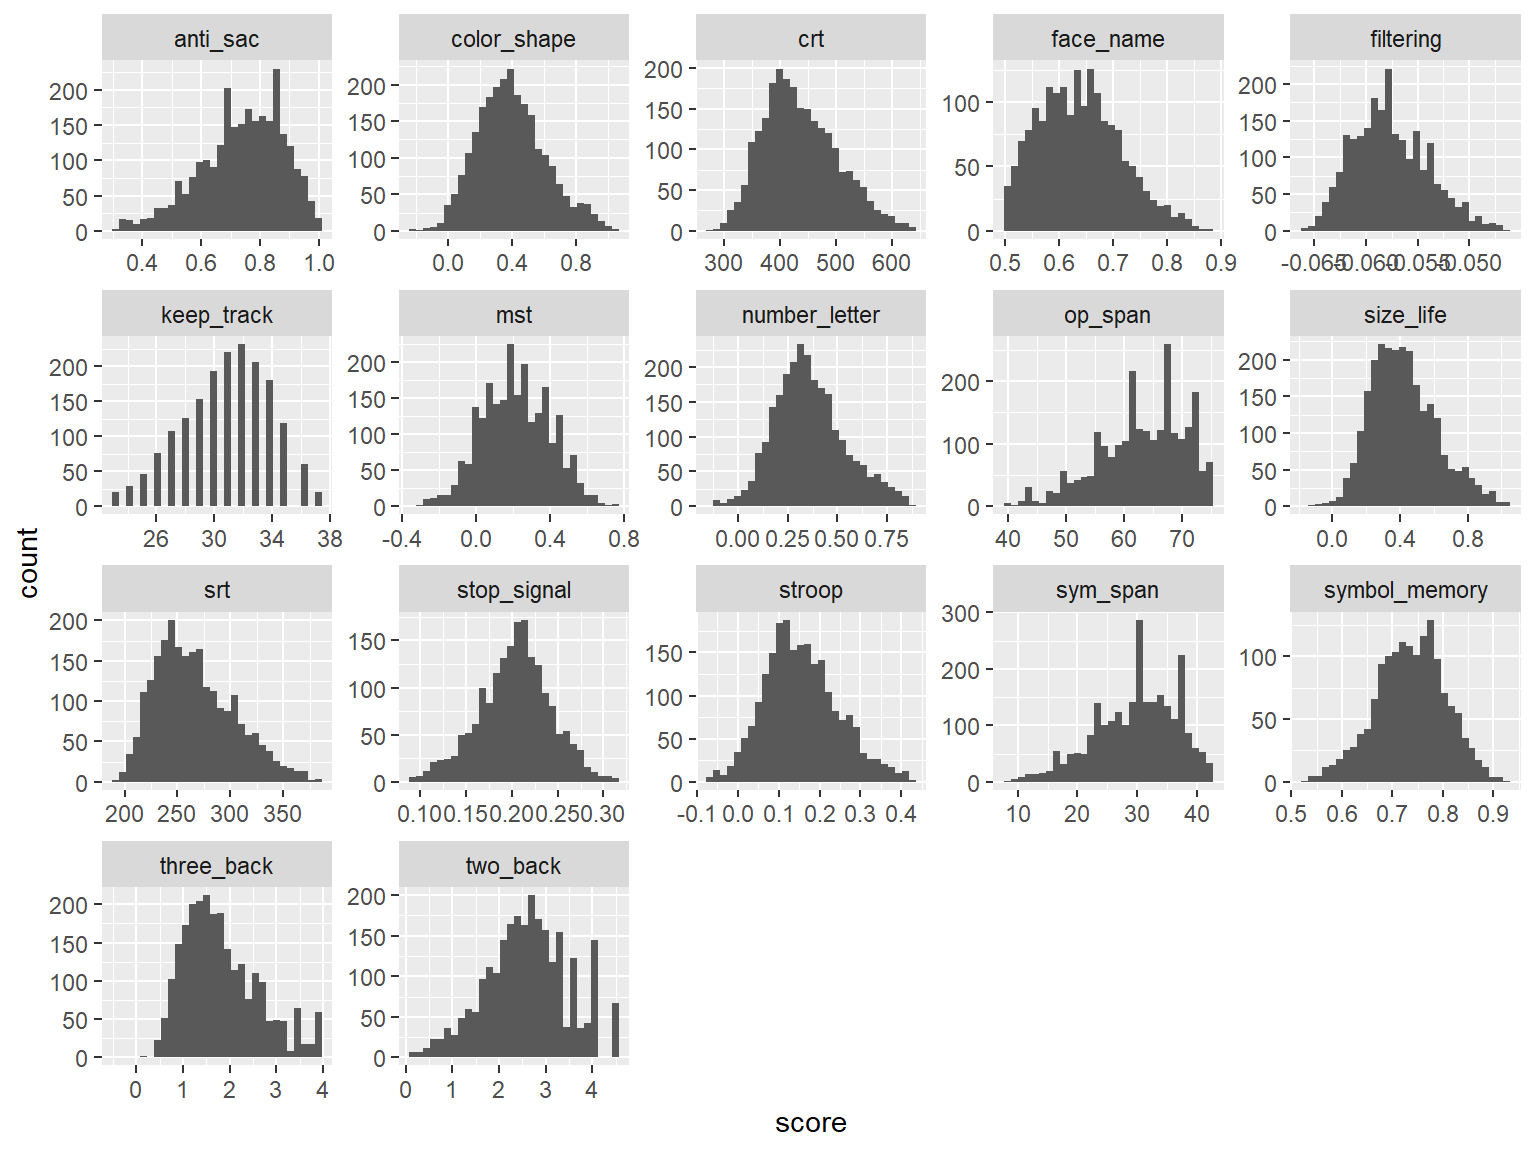 anti_sac color_shape crt face_name filtering
200 150 100 50 0
200 150 100 50 0
200 150 100 50 0
100 50 0
200 150 100 50 0
0.4 0.6 0.8 1.0
0.0 0.4 0.8
300 400 500 600
0.5 0.6 0.7 0.8 0.9
-0.065 -0.060 -0.055 -0.050
keep_track mst number_letter op_span size_life
200 150 100 50 0
200 150 100 50 0
200 150 100 50 0
200 100 0
200 150 100 50 0
26 30 34 38
-0.4 0.0 0.4 0.8
0.00 0.25 0.50 0.75
40 50 60 70
0.0 0.4 0.8
count
srt stop_signal stroop sym_span symbol_memory
200 150 100 50 0
150 100 50 0
150 100 50 0
300 200 100 0
100 50 0
200 250 300 350
0.10 0.15 0.20 0.25 0.30
-0.1 0.0 0.1 0.2 0.3 0.4
10 20 30 40
0.5 0.6 0.7 0.8 0.9
three_back two_back
200 150 100 50 0
200 150 100 50 0
0 1 2 3 4
0 1 2 3 4
score